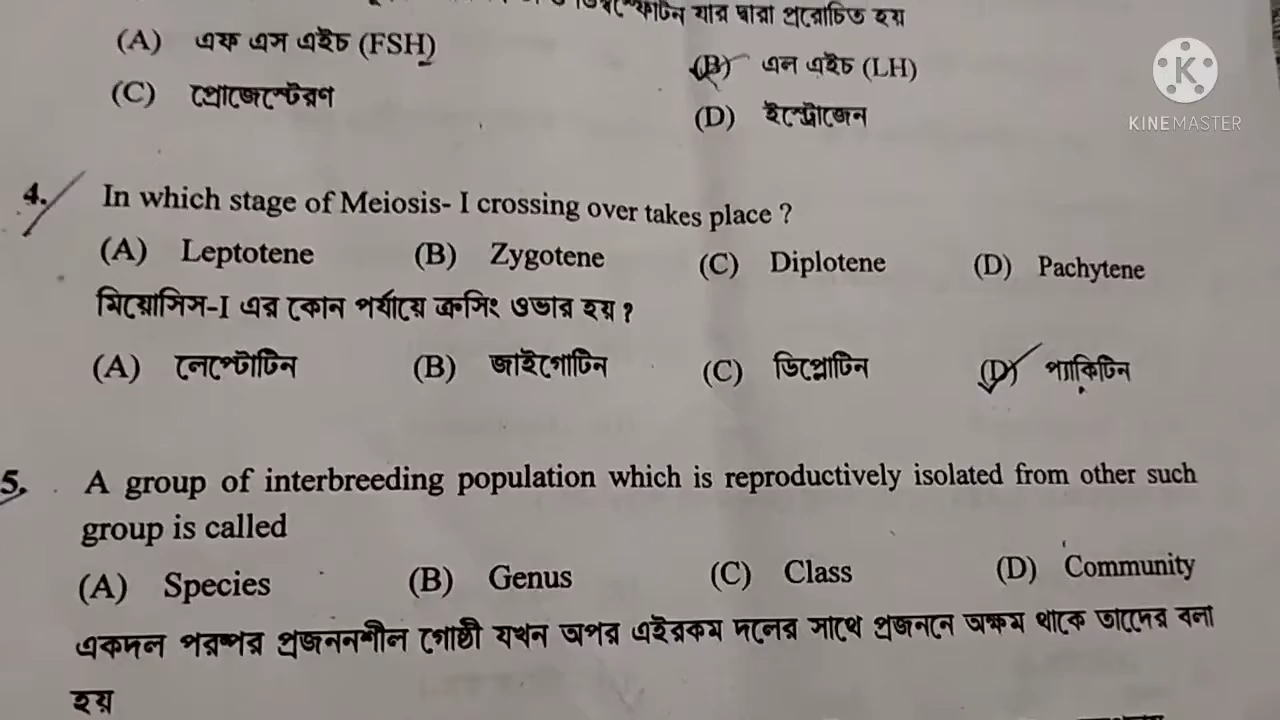 যার দ্বারা প্ররোচিত হয়
(A) এফ এস এইচ (FSH)
(B) এল এইচ (LH)
(C) প্রোজেস্টেরণ
(D) ইস্ট্রোজেন
KINEMASTER
4. In which stage of Meiosis- I crossing over takes place ?
(A) Leptotene (B) Zygotene (C) Diplotene (D) Pachytene
মিয়োসিস-I এর কোন পর্যায়ে ক্রসিং ওভার হয় ?
(A) লেপ্টোটিন (B) জাইগোটিন (C) ডিপ্লোটিন (D) প্যাকিটিন
5. A group of interbreeding population which is reproductively isolated from other such
group is called
(A) Species (B) Genus (C) Class (D) Community
একদল পরষ্পর প্রজননশীল গোষ্ঠী যখন অপর এইরকম দলের সাথে প্রজননে অক্ষম থাকে তাদের বলা
হয়